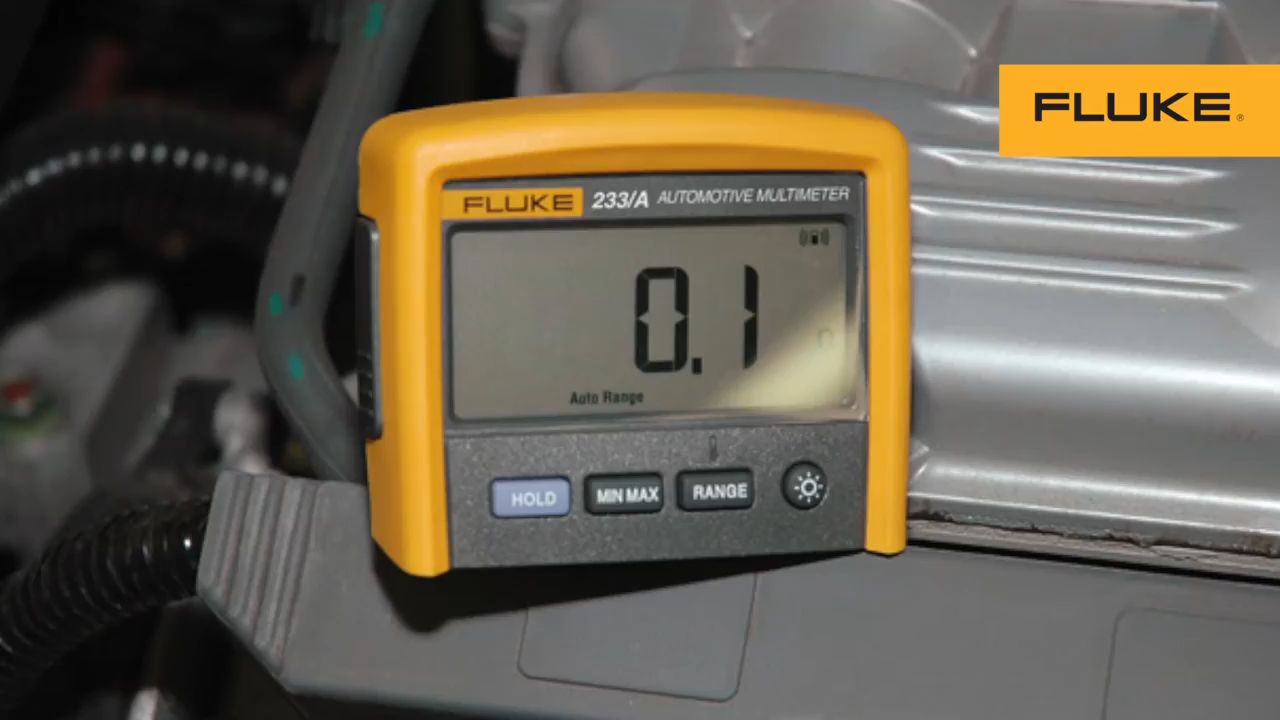 FLUKE®
FLUKE 233/A AUTOMOTIVE MULTIMETER
0.1
Auto Range
HOLD MIN MAX RANGE